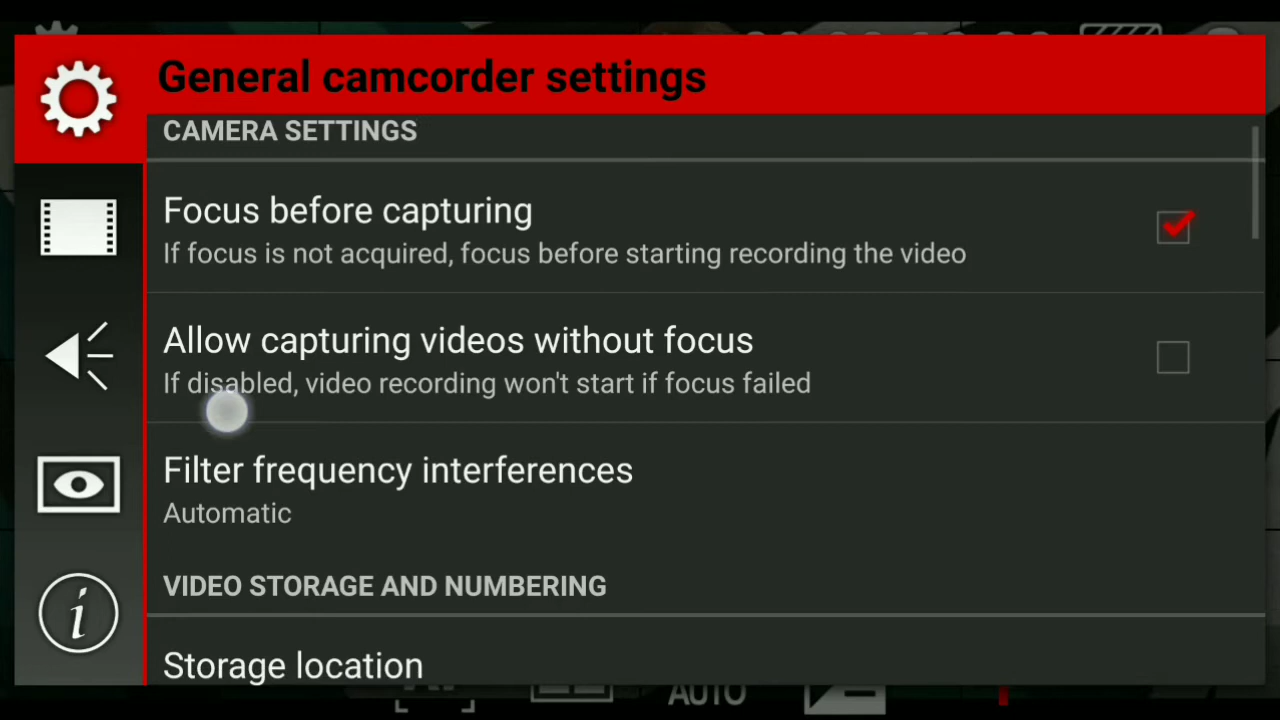 General camcorder settings
CAMERA SETTINGS
Focus before capturing
If focus is not acquired, focus before starting recording the video
Allow capturing videos without focus
If disabled, video recording won't start if focus failed
Filter frequency interferences
Automatic
VIDEO STORAGE AND NUMBERING
Storage location
AUTO